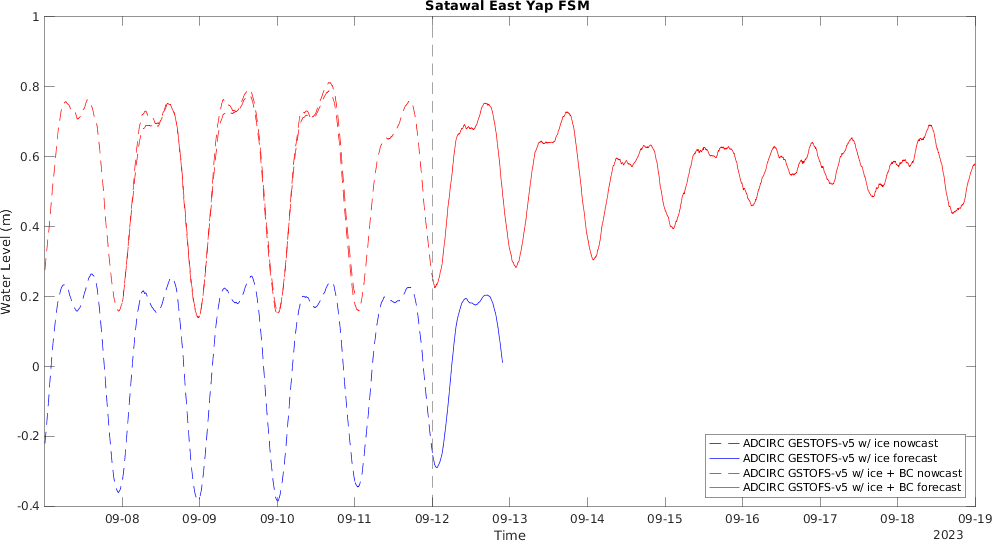 Satawal East Yap FSM
1
0.8
0.6
0.4
0.2
0
-0.2
-0.4
Water Level (m)
09-08 09-09 09-10 09-11 09-12 09-13 09-14 09-15 09-16 09-17 09-18 09-19
Time
2023
ADCIRC GESTOFS-v5 w/ ice nowcast
ADCIRC GESTOFS-v5 w/ ice forecast
ADCIRC GSTOFS-v5 w/ ice + BC nowcast
ADCIRC GSTOFS-v5 w/ ice + BC forecast